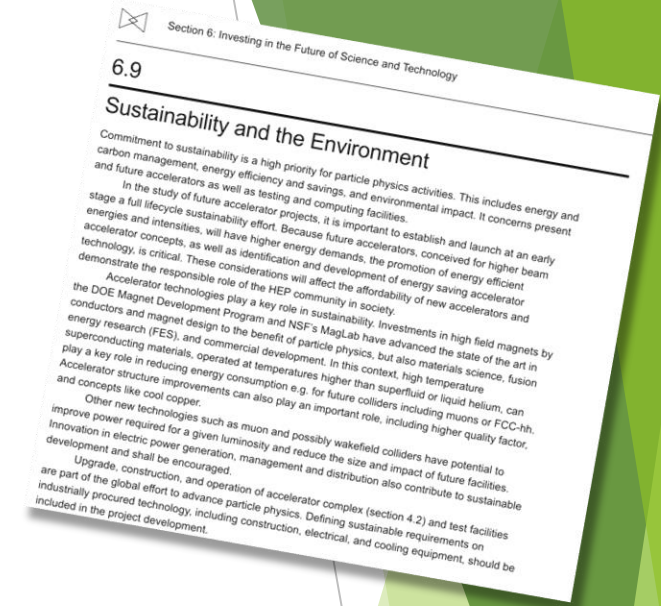 Section 6: Investing in the Future of Science and Technology
6.9
Sustainability and the Environment
Commitment to sustainability is a high priority for particle physics activities. This includes energy and
carbon management, energy efficiency and savings, and environmental impact. It concerns present
and future accelerators as well as testing and computing facilities.
In the study of future accelerator projects, it is important to establish and launch at an early
stage a full lifecycle sustainability effort. Because future accelerators, conceived for higher beam
energies and intensities, will have higher energy demands, the promotion of energy efficient
accelerator concepts, as well as identification and development of energy saving accelerator
technology, is critical. These considerations will affect the affordability of new accelerators and
demonstrate the responsible role of the HEP community in society.
Accelerator technologies play a key role in sustainability. Investments in high field magnets by
the DOE Magnet Development Program and NSF's MagLab have advanced the state of the art in
conductors and magnet design to the benefit of particle physics, but also materials science, fusion
energy research (FES), and commercial development. In this context, high temperature
superconducting materials, operated at temperatures higher than superfluid or liquid helium, can
play a key role in reducing energy consumption e.g. for future colliders including muons or FCC-hh.
Accelerator structure improvements can also play an important role, including higher quality factor,
and concepts like cool copper.
Other new technologies such as muon and possibly wakefield colliders have potential to
improve power required for a given luminosity and reduce the size and impact of future facilities.
Innovation in electric power generation, management and distribution also contribute to sustainable
development and shall be encouraged.
Upgrade, construction, and operation of accelerator complex (section 4.2) and test facilities
are part of the global effort to advance particle physics. Defining sustainable requirements on
industrially procured technology, including construction, electrical, and cooling equipment, should be
included in the project development.